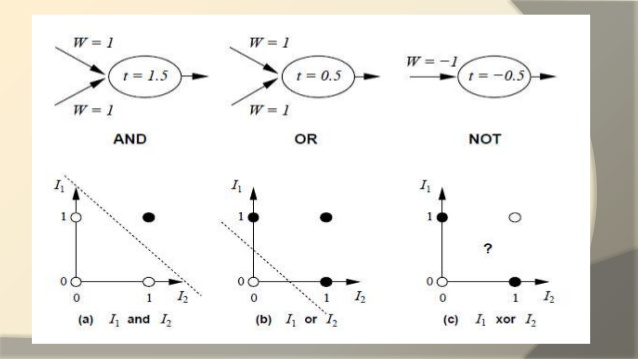 W = 1 W = 1 W = −1
t = 1.5 t = 0.5 t = −0.5
W = 1 W = 1
AND OR NOT
I₁ I₁ I₁
1 1 1
?
0 0 0
0 1 I₂ 0 1 I₂ 0 1 I₂
(a) I₁ and I₂ (b) I₁ or I₂ (c) I₁ xor I₂